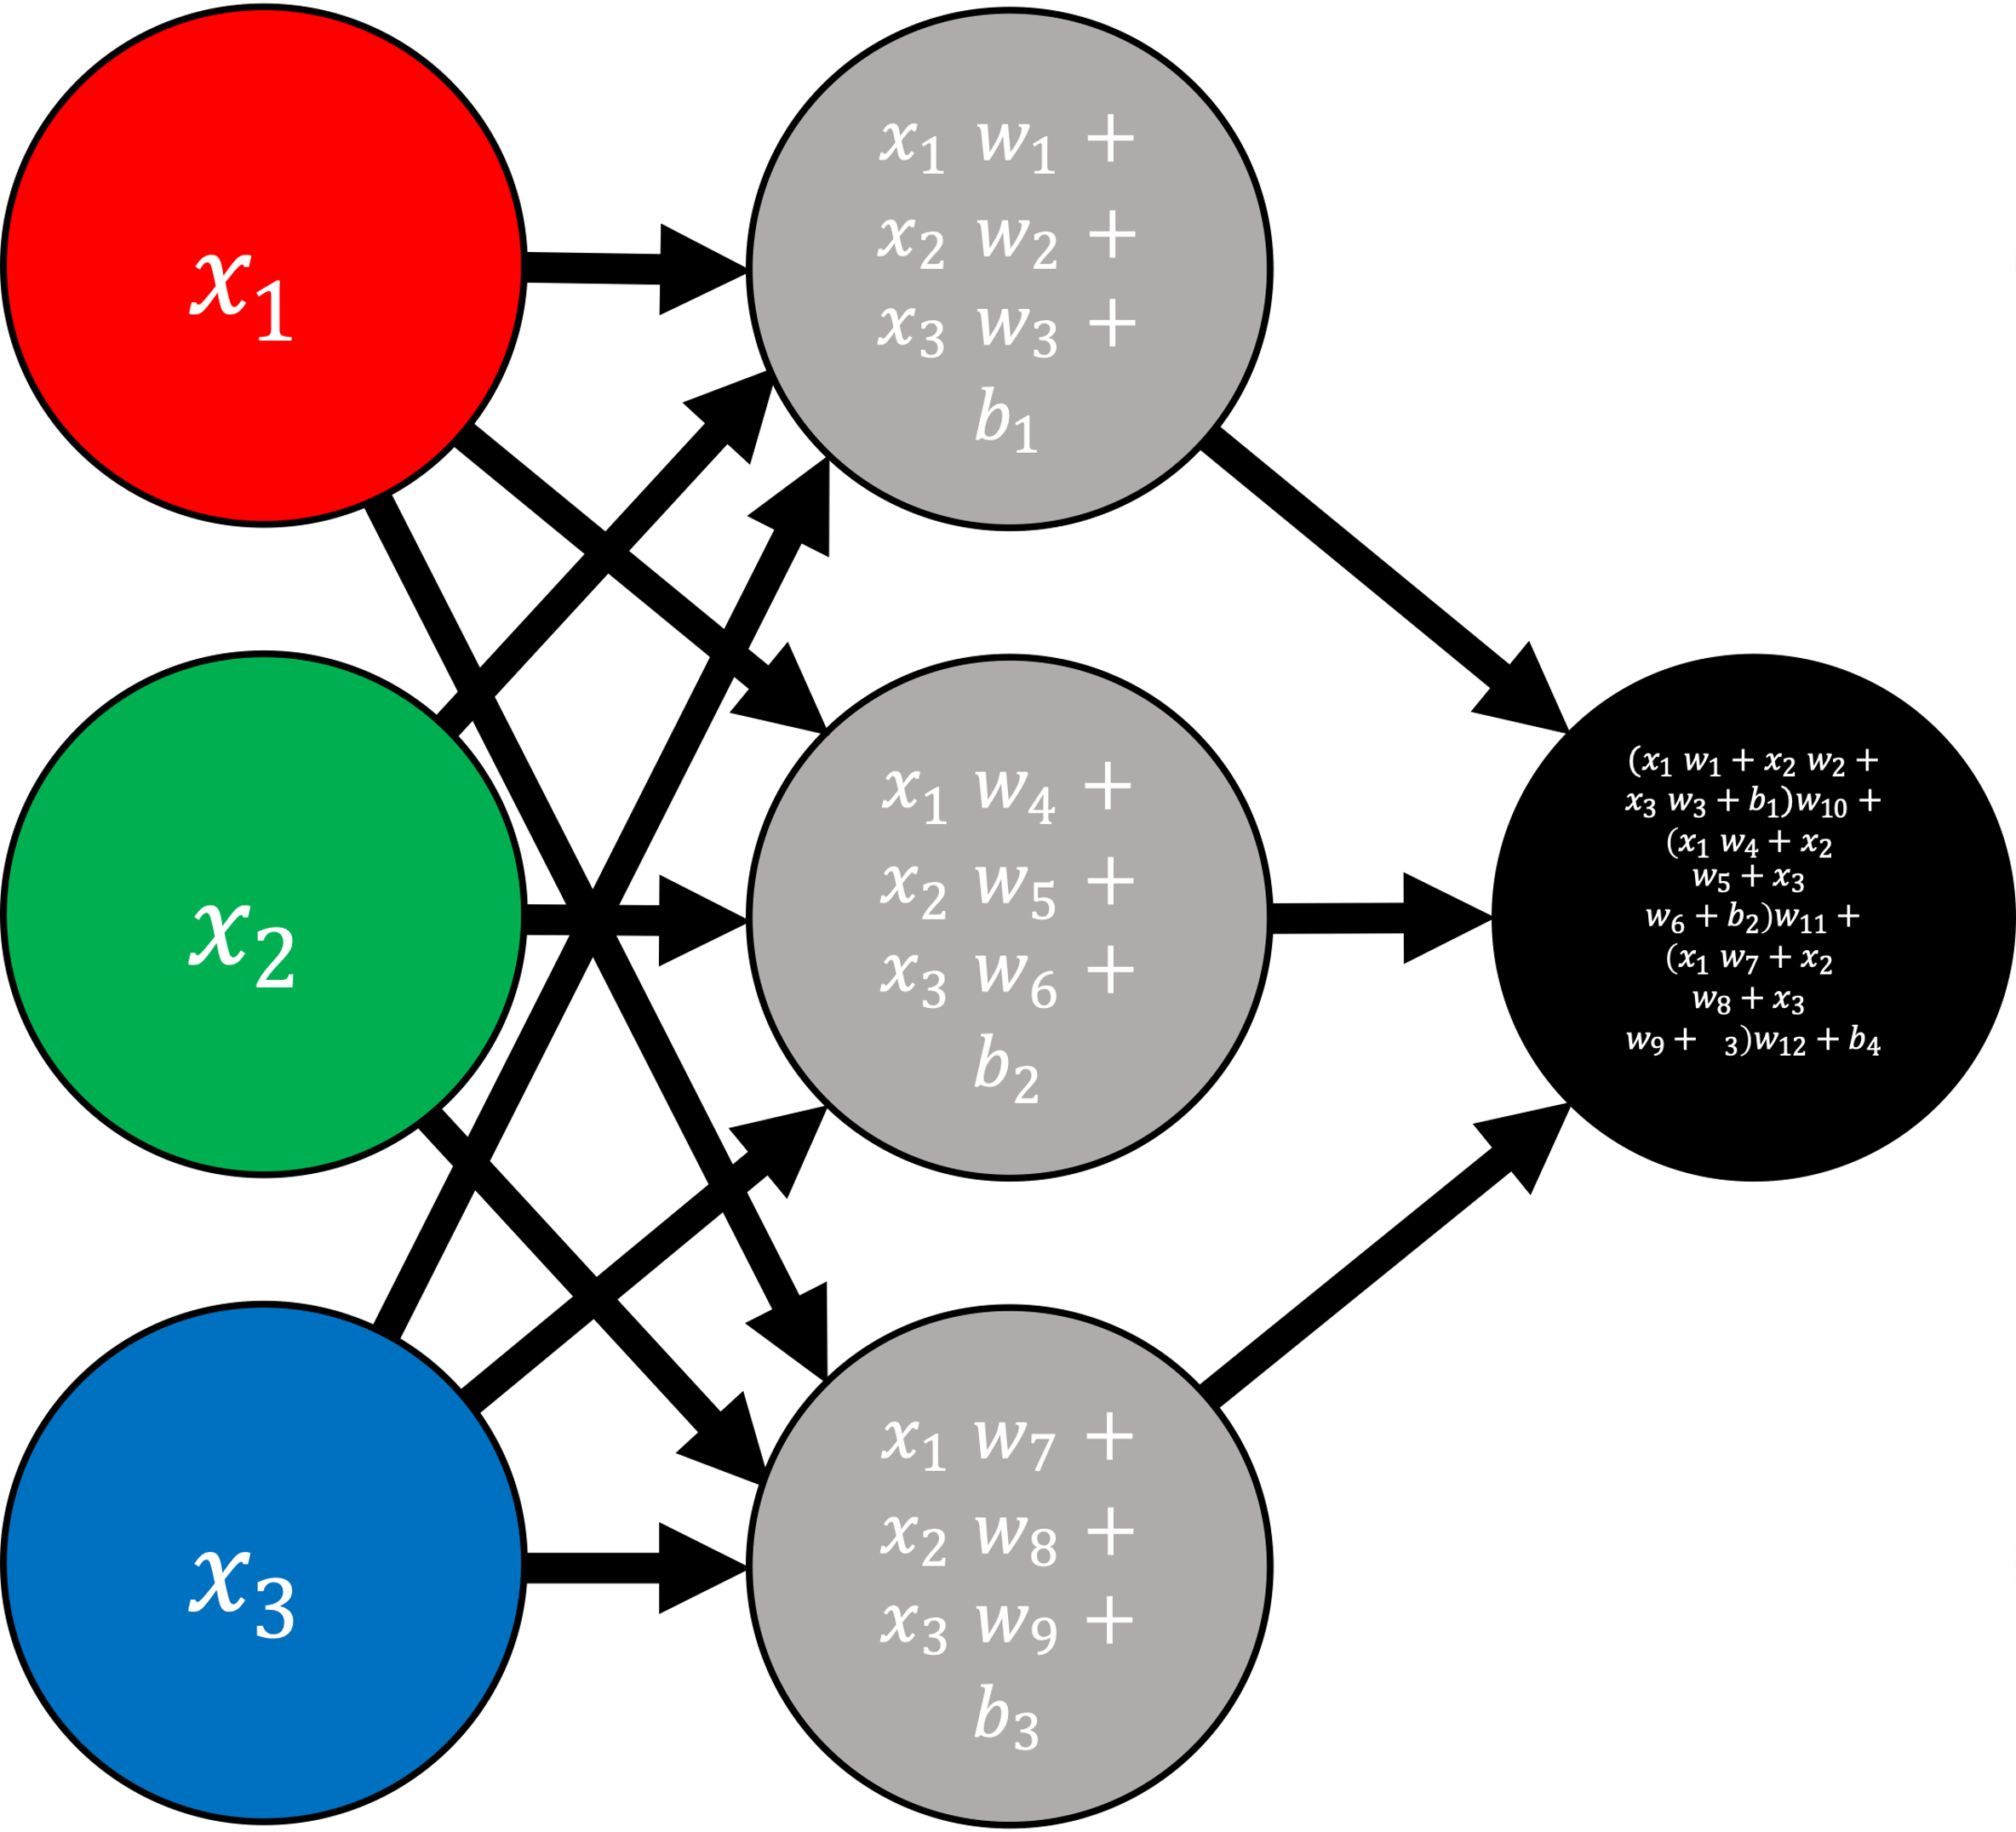 x₁
x₂
x₃
x₁ w₁ +
x₂ w₂ +
x₃ w₃ +
b₁
x₁ w₄ +
x₂ w₅ +
x₃ w₆ +
b₂
x₁ w₇ +
x₂ w₈ +
x₃ w₉ +
b₃
(x₁ w₁ + x₂ w₂ +
x₃ w₃ + b₁)w₁₀ +
(x₁ w₄ + x₂
w₅ + x₃
w₆ + b₂)w₁₁ +
(x₁ w₇ + x₂
w₈ + x₃
w₉ + ₃)w₁₂ + b₄